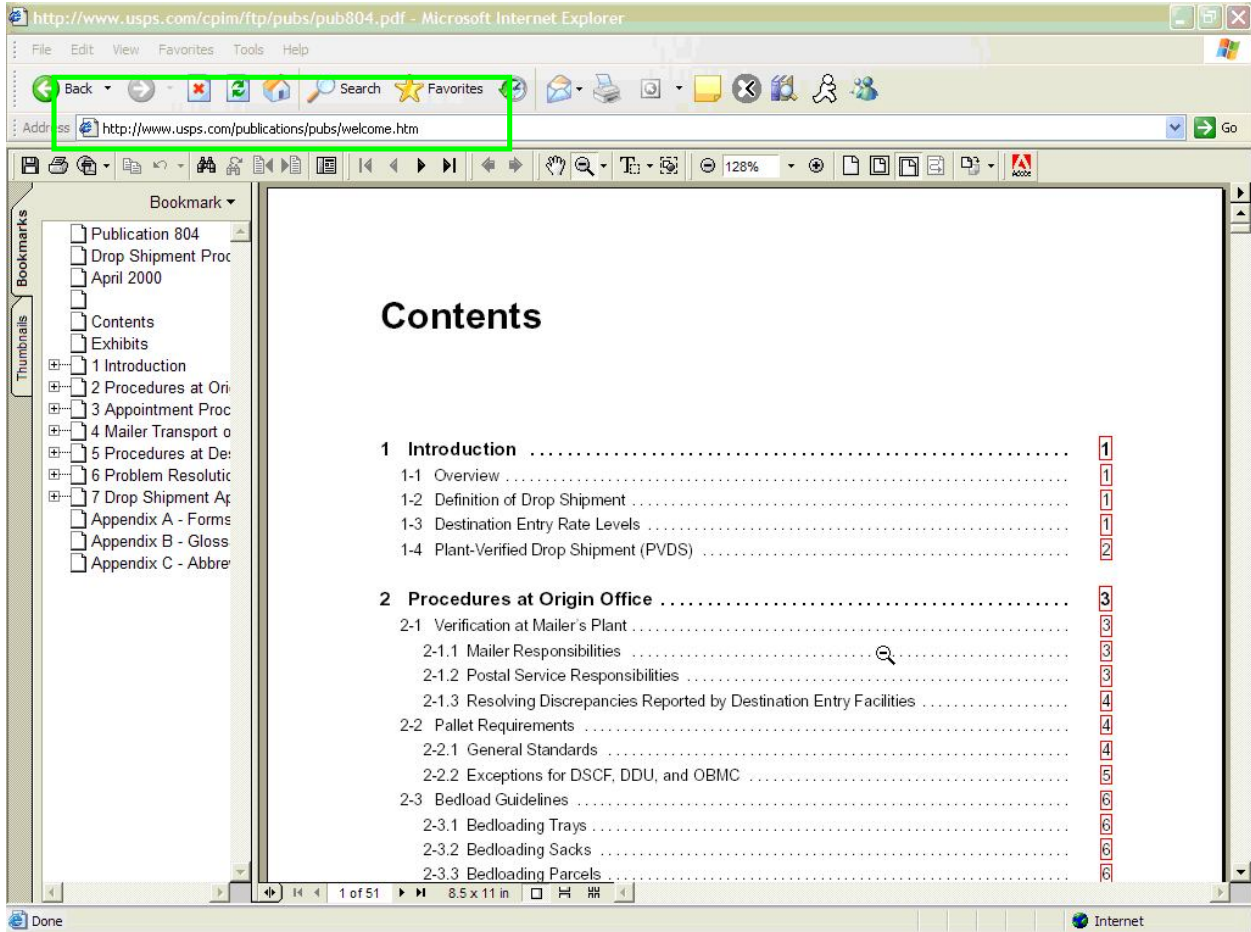 http://www.usps.com/cpim/ftp/pubs/pub804.pdf - Microsoft Internet Explorer
File Edit View Favorites Tools Help
Back Search Favorites
Address http://www.usps.com/publications/pubs/welcome.htm Go
128% Adobe
Bookmarks
Thumbnails
Bookmark
Publication 804
Drop Shipment Proc
April 2000
Contents
Exhibits
1 Introduction
2 Procedures at Ori
3 Appointment Proc
4 Mailer Transport o
5 Procedures at Des
6 Problem Resolutic
7 Drop Shipment Ap
Appendix A - Forms
Appendix B - Gloss
Appendix C - Abbre
Contents
1 Introduction . . . . . . . . . . 1
1-1 Overview . . . . . . . . . . 1
1-2 Definition of Drop Shipment . . . . . . . . . . 1
1-3 Destination Entry Rate Levels . . . . . . . . . . 1
1-4 Plant-Verified Drop Shipment (PVDS) . . . . . . . . . . 2
2 Procedures at Origin Office . . . . . . . . . . 3
2-1 Verification at Mailer's Plant . . . . . . . . . . 3
2-1.1 Mailer Responsibilities . . . . . . . . . . 3
2-1.2 Postal Service Responsibilities . . . . . . . . . . 3
2-1.3 Resolving Discrepancies Reported by Destination Entry Facilities . . . . . . . . . . 4
2-2 Pallet Requirements . . . . . . . . . . 4
2-2.1 General Standards . . . . . . . . . . 4
2-2.2 Exceptions for DSCF, DDU, and OBMC . . . . . . . . . . 5
2-3 Bedload Guidelines . . . . . . . . . . 6
2-3.1 Bedloading Trays . . . . . . . . . . 6
2-3.2 Bedloading Sacks . . . . . . . . . . 6
2-3.3 Bedloading Parcels . . . . . . . . . . 6
1 of 51 8.5 x 11 in
Done Internet